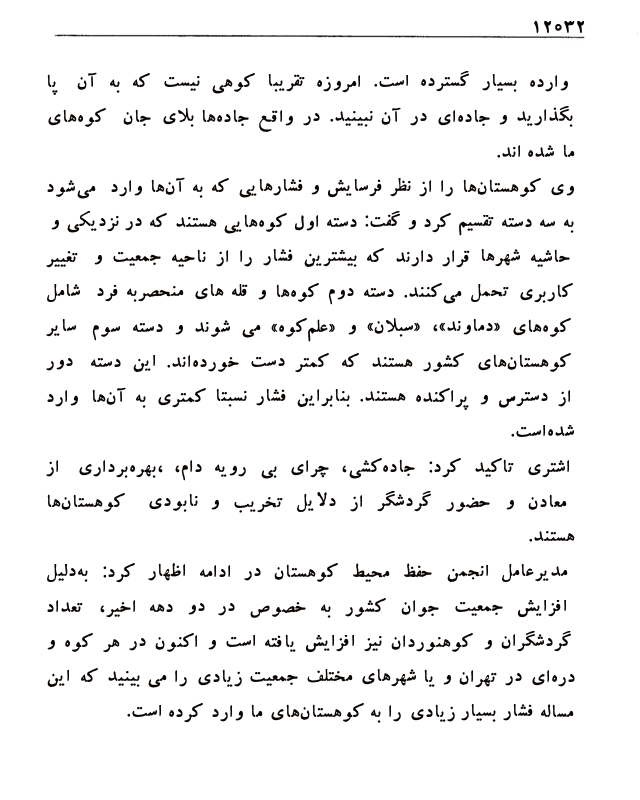 ۱۲۰۳۲
وارده بسیار گسترده است. امروزه تقریبا کوهی نیست که به آن پا
بگذارید و جاده‌ای در آن نبینید. در واقع جاده‌ها بلای جان کوه‌های
ما شده اند.
وی کوهستان‌ها را از نظر فرسایش و فشارهایی که به آن‌ها وارد می‌شود
به سه دسته تقسیم کرد و گفت: دسته اول کوه‌هایی هستند که در نزدیکی و
حاشیه شهرها قرار دارند که بیشترین فشار را از ناحیه جمعیت و تغییر
کاربری تحمل می‌کنند. دسته دوم کوه‌ها و قله های منحصربه فرد شامل
کوه‌های «دماوند»، «سبلان» و «علم‌کوه» می شوند و دسته سوم سایر
کوهستان‌های کشور هستند که کمتر دست خورده‌اند. این دسته دور
از دسترس و پراکنده هستند. بنابراین فشار نسبتا کمتری به آن‌ها وارد
شده‌است.
اشتری تاکید کرد: جاده‌کشی، چرای بی رویه دام، ،بهره‌برداری از
معادن و حضور گردشگر از دلایل تخریب و نابودی کوهستان‌ها
هستند.
مدیرعامل انجمن حفظ محیط کوهستان در ادامه اظهار کرد: به‌دلیل
افزایش جمعیت جوان کشور به خصوص در دو دهه اخیر، تعداد
گردشگران و کوهنوردان نیز افزایش یافته است و اکنون در هر کوه و
دره‌ای در تهران و یا شهرهای مختلف جمعیت زیادی را می بینید که این
مساله فشار بسیار زیادی را به کوهستان‌های ما وارد کرده است.